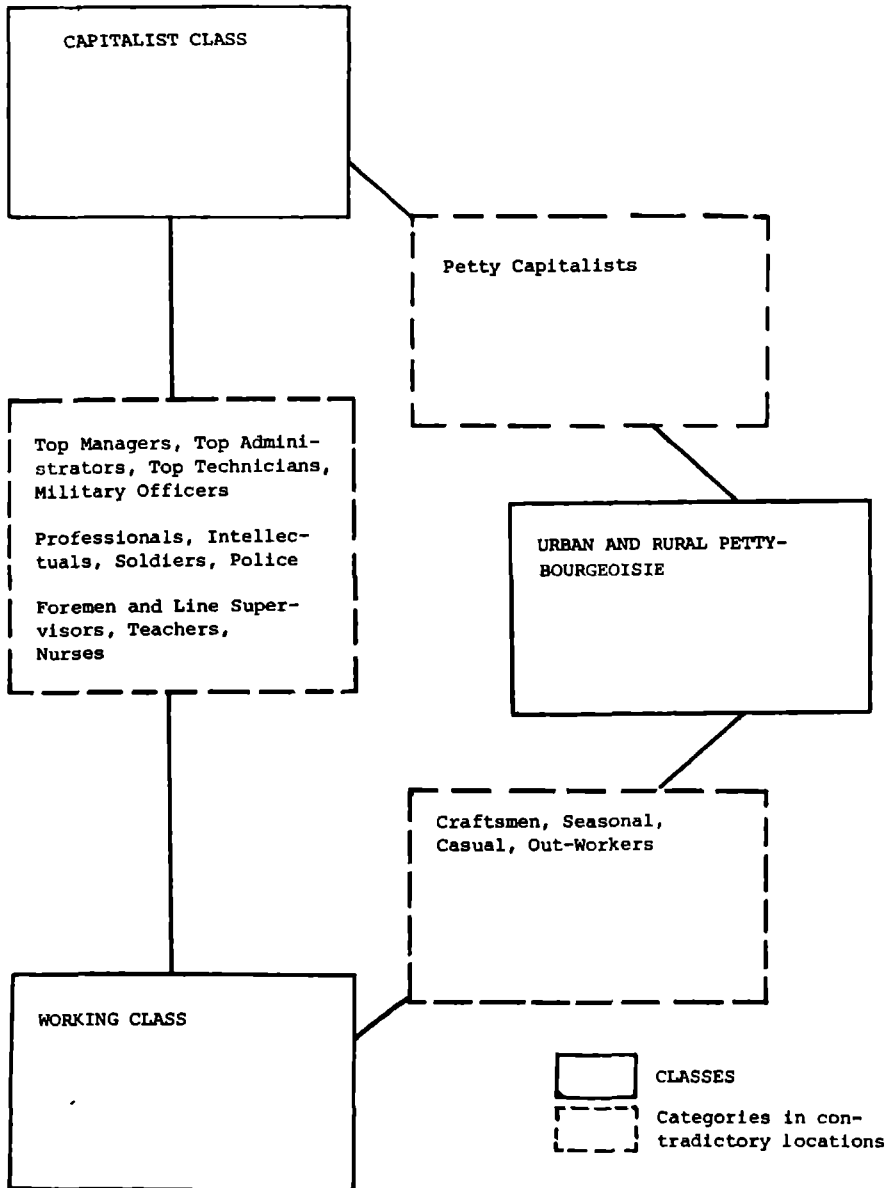 CAPITALIST CLASS
Petty Capitalists
Top Managers, Top Admini-
strators, Top Technicians,
Military Officers
Professionals, Intellec-
tuals, Soldiers, Police
Foremen and Line Super-
visors, Teachers,
Nurses
URBAN AND RURAL PETTY-
BOURGEOISIE
Craftsmen, Seasonal,
Casual, Out-Workers
WORKING CLASS
CLASSES
Categories in con-
tradictory locations